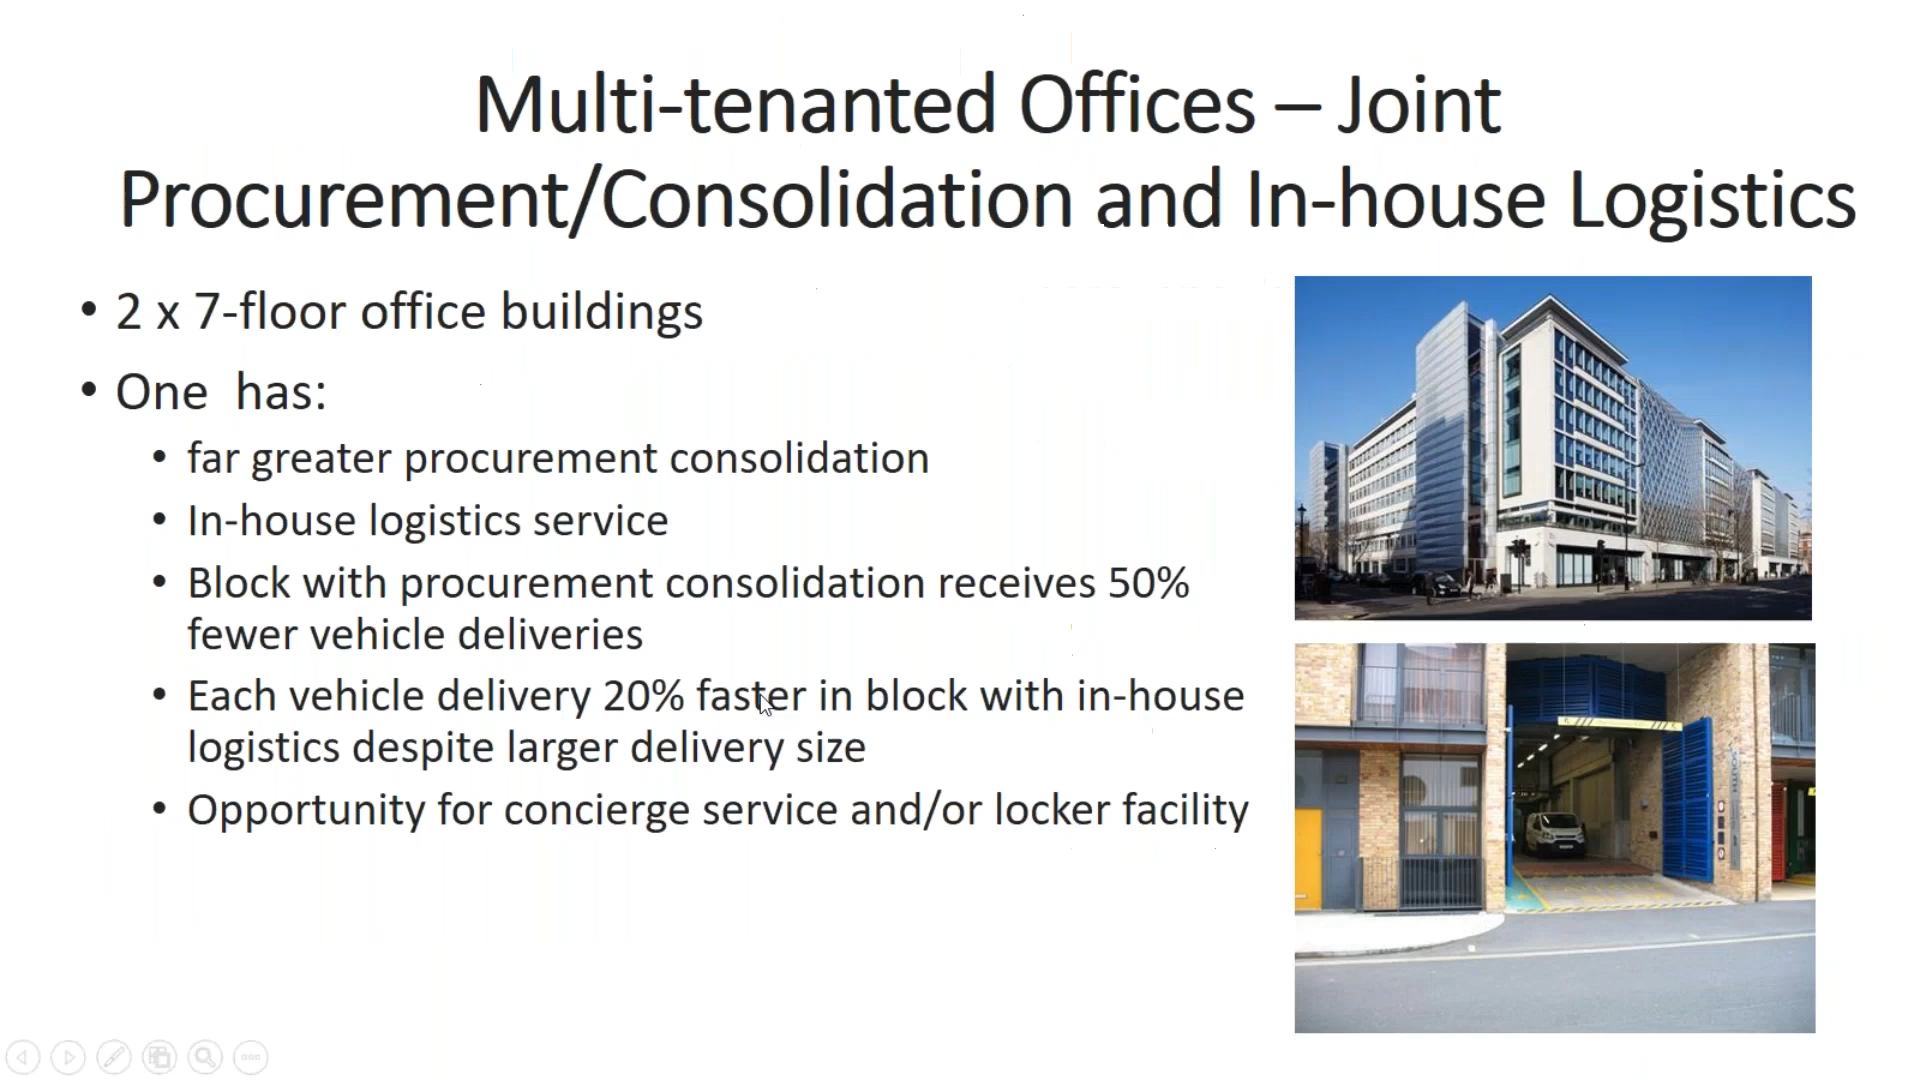 Multi-tenanted Offices – Joint
Procurement/Consolidation and In-house Logistics
• 2 x 7-floor office buildings
• One  has:
• far greater procurement consolidation
• In-house logistics service
• Block with procurement consolidation receives 50%
fewer vehicle deliveries
• Each vehicle delivery 20% faster in block with in-house
logistics despite larger delivery size
• Opportunity for concierge service and/or locker facility
SOUTH